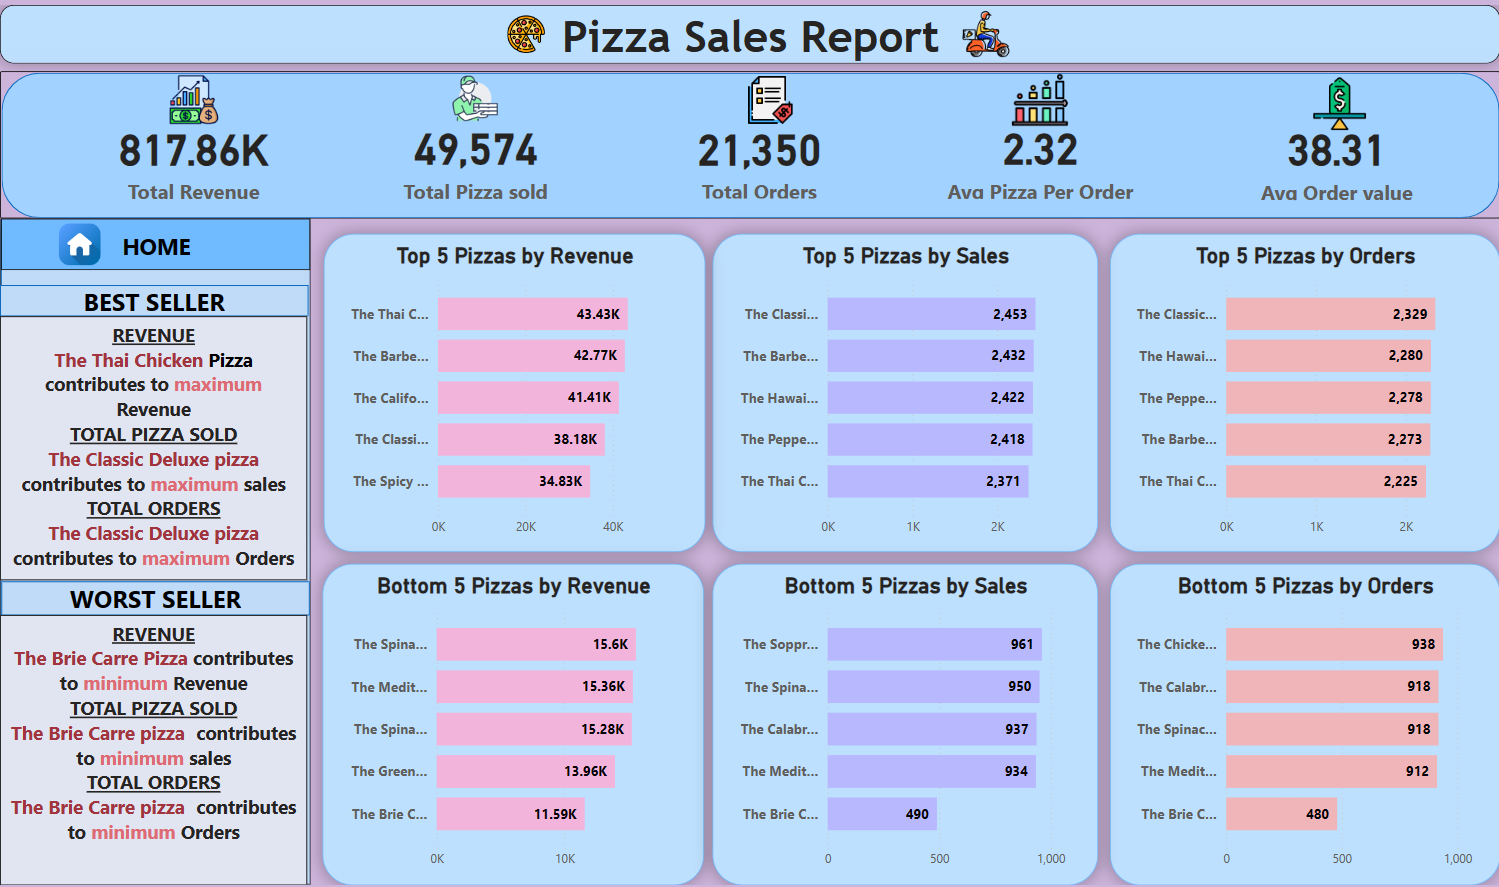 Pizza Sales Report
817.86K
Total Revenue
49,574
Total Pizza sold
21,350
Total Orders
2.32
Avg Pizza Per Order
38.31
Avg Order value
HOME
BEST SELLER
REVENUE
The Thai Chicken Pizza
contributes to maximum
Revenue
TOTAL PIZZA SOLD
The Classic Deluxe pizza
contributes to maximum sales
TOTAL ORDERS
The Classic Deluxe pizza
contributes to maximum Orders
WORST SELLER
REVENUE
The Brie Carre Pizza contributes
to minimum Revenue
TOTAL PIZZA SOLD
The Brie Carre pizza contributes
to minimum sales
TOTAL ORDERS
The Brie Carre pizza contributes
to minimum Orders
Top 5 Pizzas by Revenue
The Thai C... 43.43K
The Barbe... 42.77K
The Califo... 41.41K
The Classi... 38.18K
The Spicy ... 34.83K
0K 20K 40K
Top 5 Pizzas by Sales
The Classi... 2,453
The Barbe... 2,432
The Hawai... 2,422
The Peppe... 2,418
The Thai C... 2,371
0K 1K 2K
Top 5 Pizzas by Orders
The Classic... 2,329
The Hawai... 2,280
The Peppe... 2,278
The Barbe... 2,273
The Thai C... 2,225
0K 1K 2K
Bottom 5 Pizzas by Revenue
The Spina... 15.6K
The Medit... 15.36K
The Spina... 15.28K
The Green... 13.96K
The Brie C... 11.59K
0K 10K
Bottom 5 Pizzas by Sales
The Soppr... 961
The Spina... 950
The Calabr... 937
The Medit... 934
The Brie C... 490
0 500 1,000
Bottom 5 Pizzas by Orders
The Chicke... 938
The Calabr... 918
The Spinac... 918
The Medit... 912
The Brie C... 480
0 500 1,000